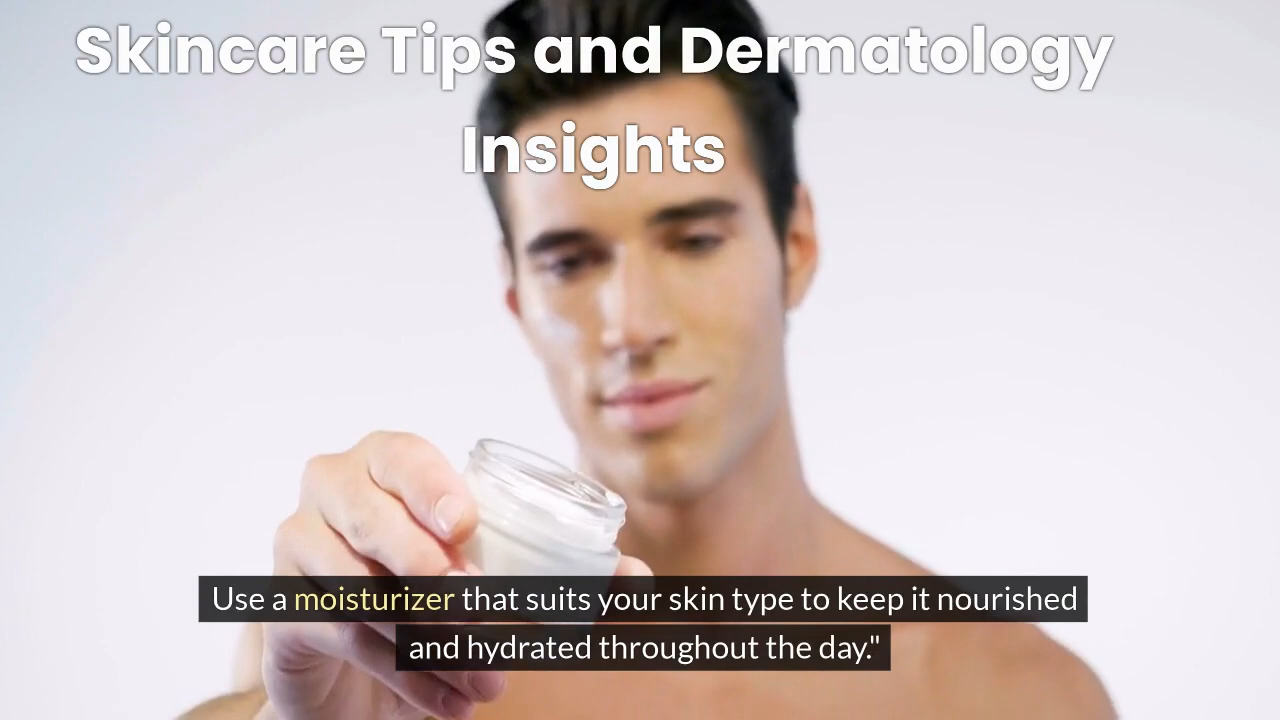 Skincare Tips and Dermatology
Insights
Use a moisturizer that suits your skin type to keep it nourished
and hydrated throughout the day."